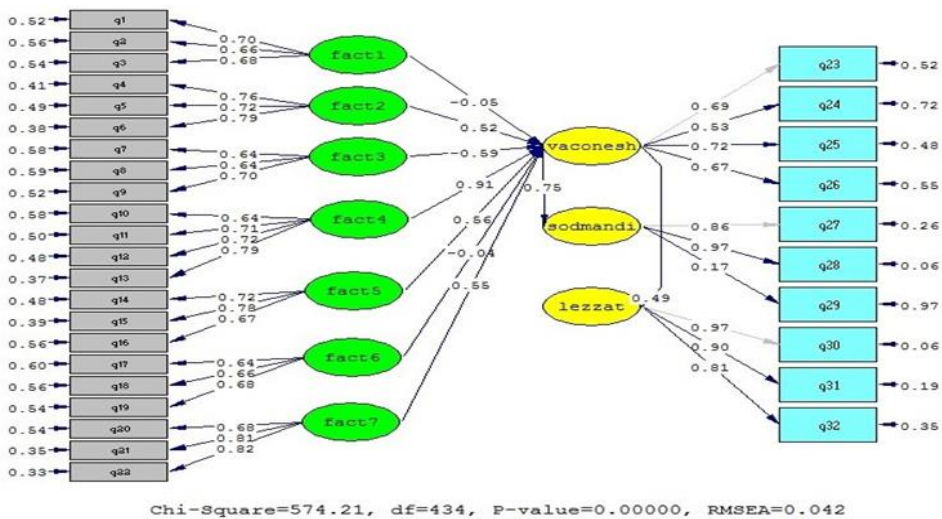 0.52 q1
0.56 q2
0.54 q3
0.41 q4
0.49 q5
0.38 q6
0.58 q7
0.59 q8
0.52 q9
0.58 q10
0.50 q11
0.48 q12
0.37 q13
0.48 q14
0.39 q15
0.56 q16
0.60 q17
0.56 q18
0.54 q19
0.54 q20
0.35 q21
0.33 q22
0.70
0.66
0.68
0.76
0.72
0.79
0.64
0.64
0.70
0.64
0.71
0.72
0.79
0.72
0.78
0.67
0.64
0.66
0.68
0.68
0.81
0.82
fact1
fact2
fact3
fact4
fact5
fact6
fact7
-0.05
0.52
-0.59
0.91
0.56
-0.04
0.55
vaconesh
0.75
sodmandi
lezzat
0.49
0.69
0.53
0.72
0.67
0.86
0.97
0.17
0.97
0.90
0.81
q23 0.52
q24 0.72
q25 0.48
q26 0.55
q27 0.26
q28 0.06
q29 0.97
q30 0.06
q31 0.19
q32 0.35
Chi-Square=574.21, df=434, P-value=0.00000, RMSEA=0.042